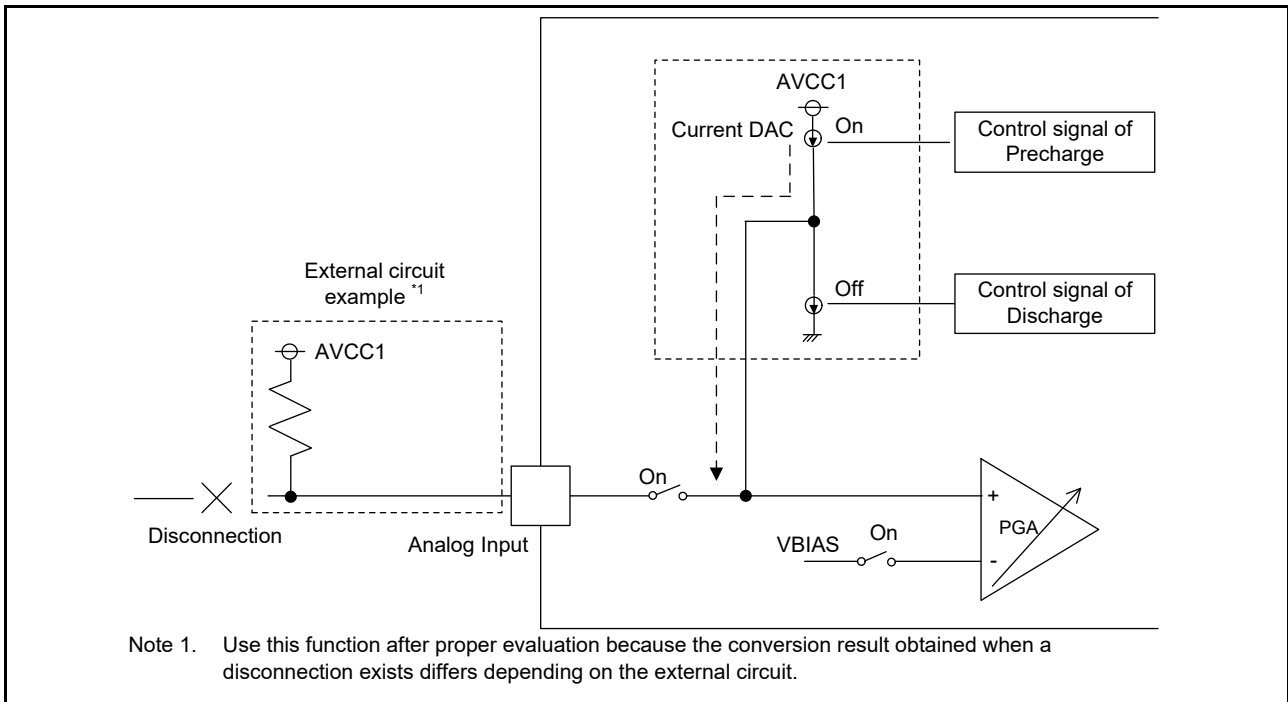 AVCC1
Current DAC
On
Control signal of
Precharge
Off
Control signal of
Discharge
External circuit
example *1
AVCC1
Disconnection
Analog Input
On
VBIAS
On
+
PGA
-
Note 1. Use this function after proper evaluation because the conversion result obtained when a
disconnection exists differs depending on the external circuit.